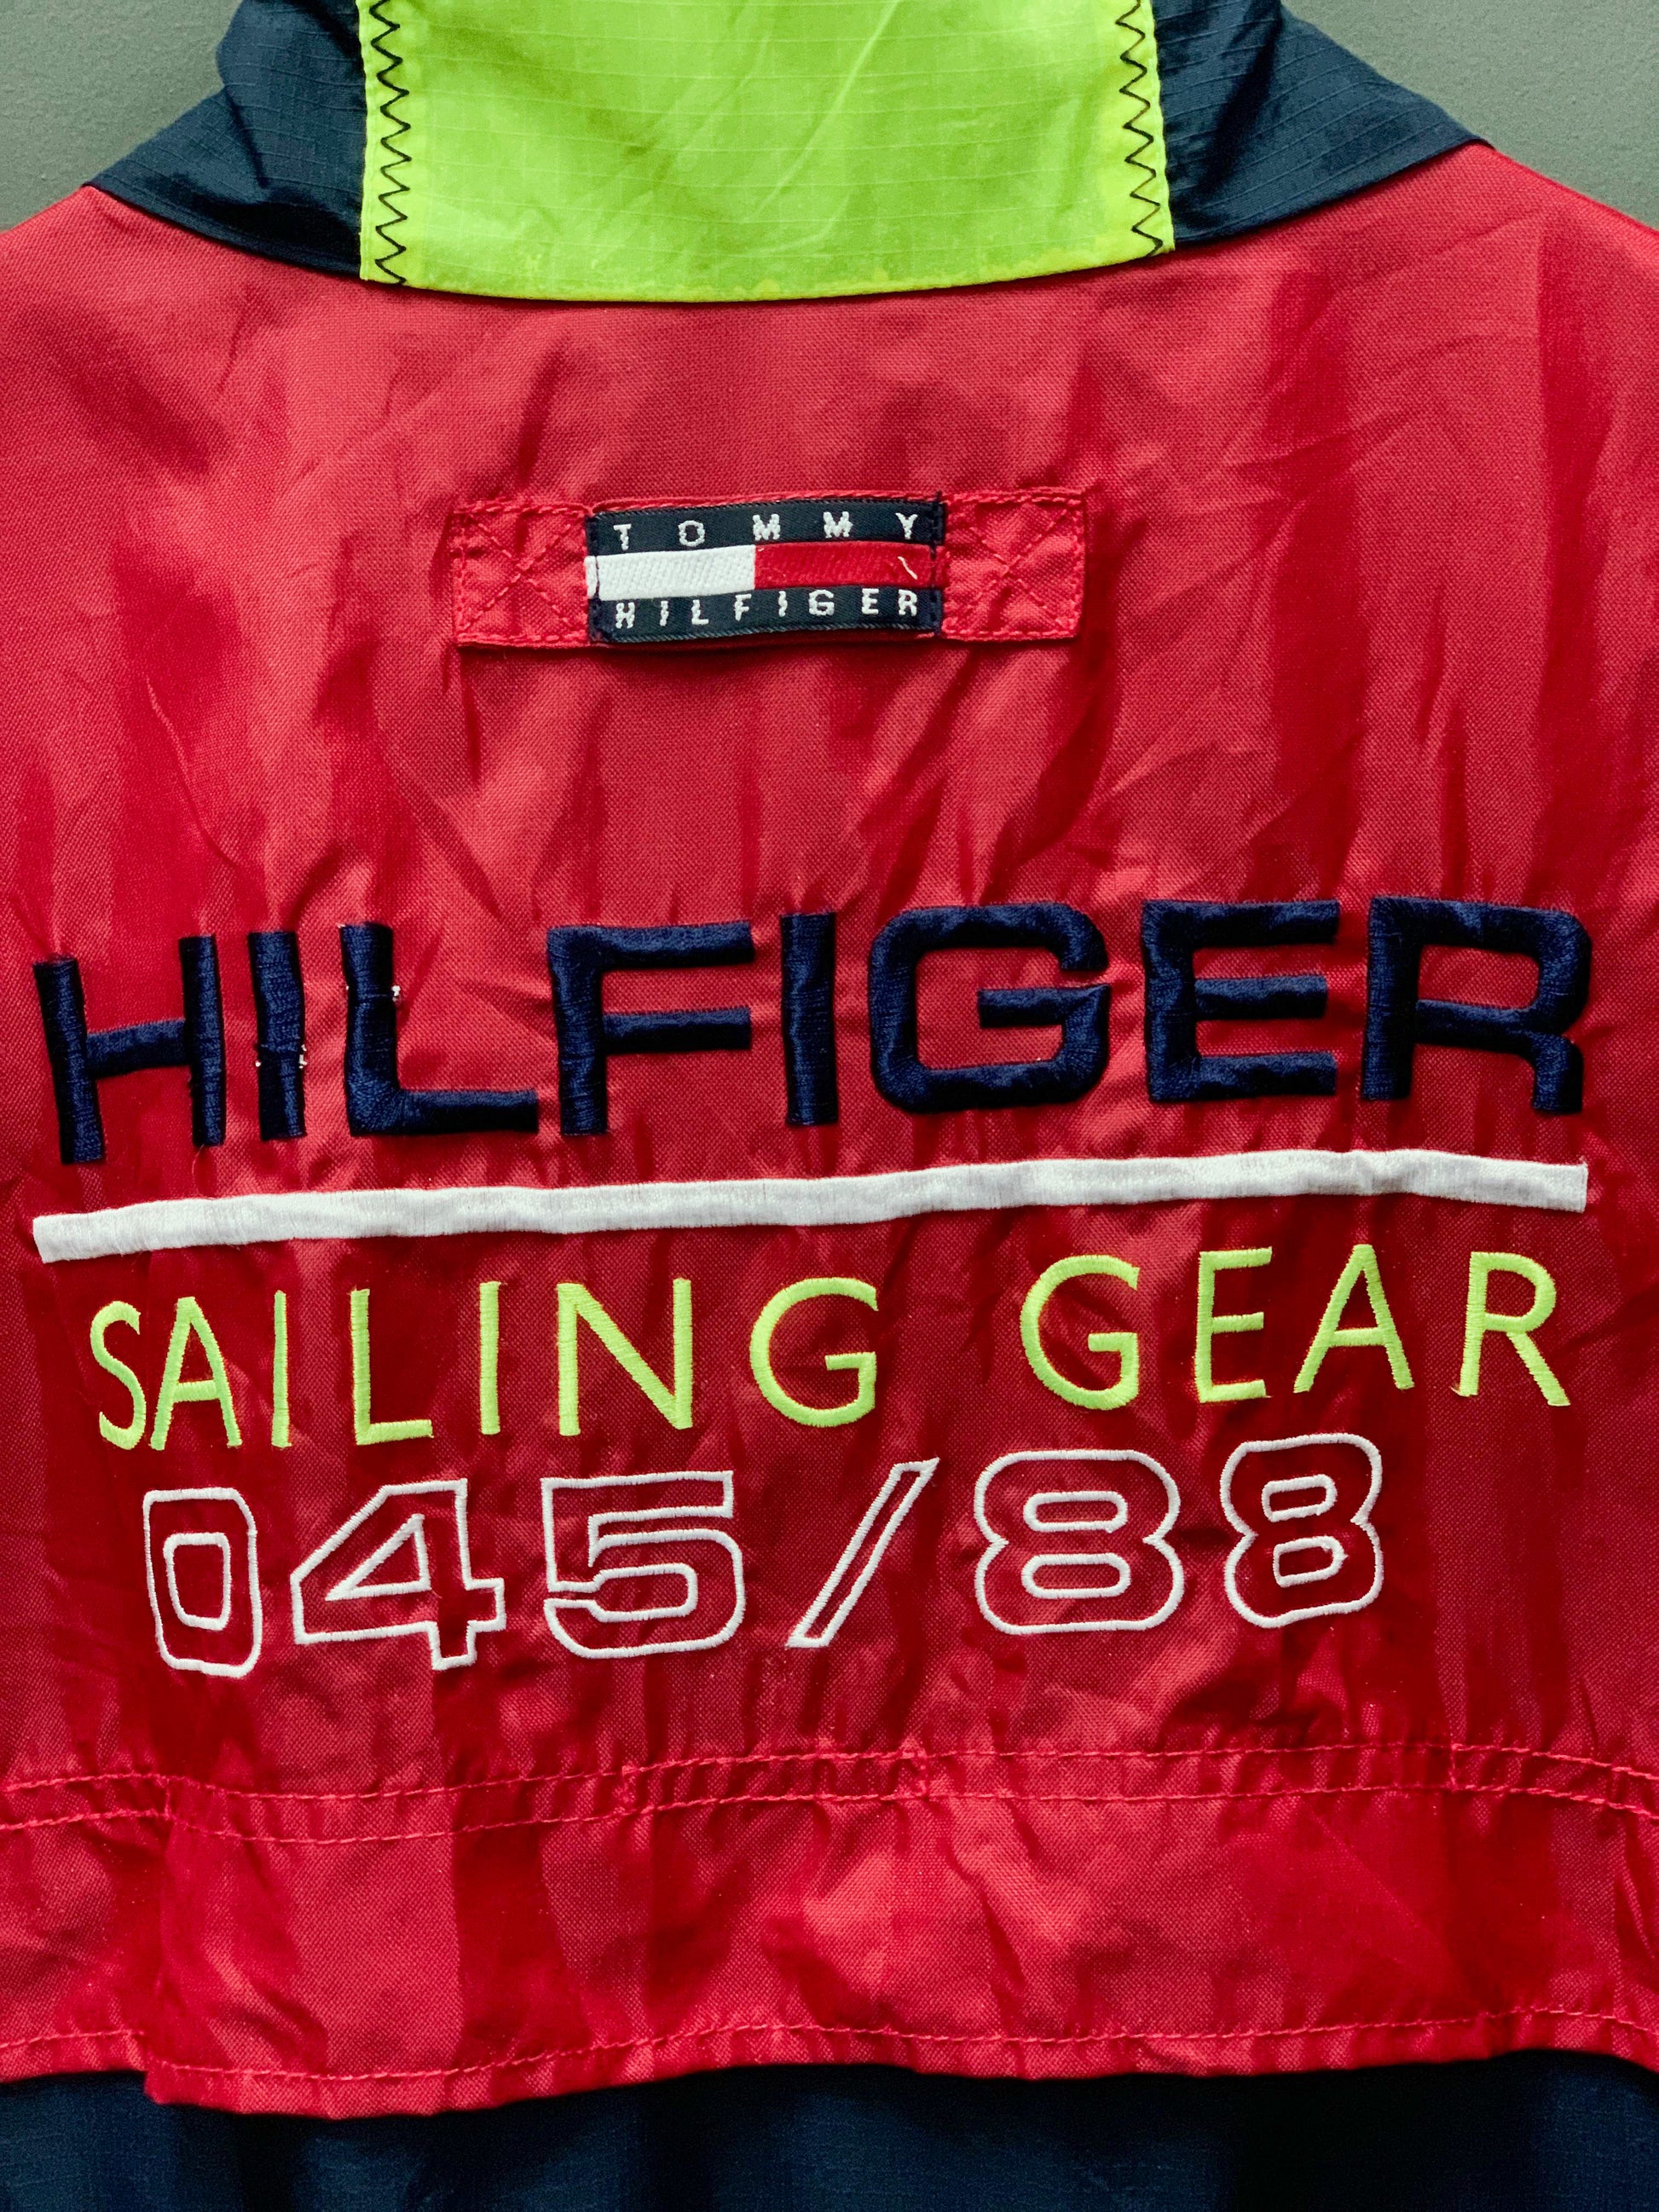 TOMMY
HILFIGER
HILFIGER
SAILING GEAR
045/88